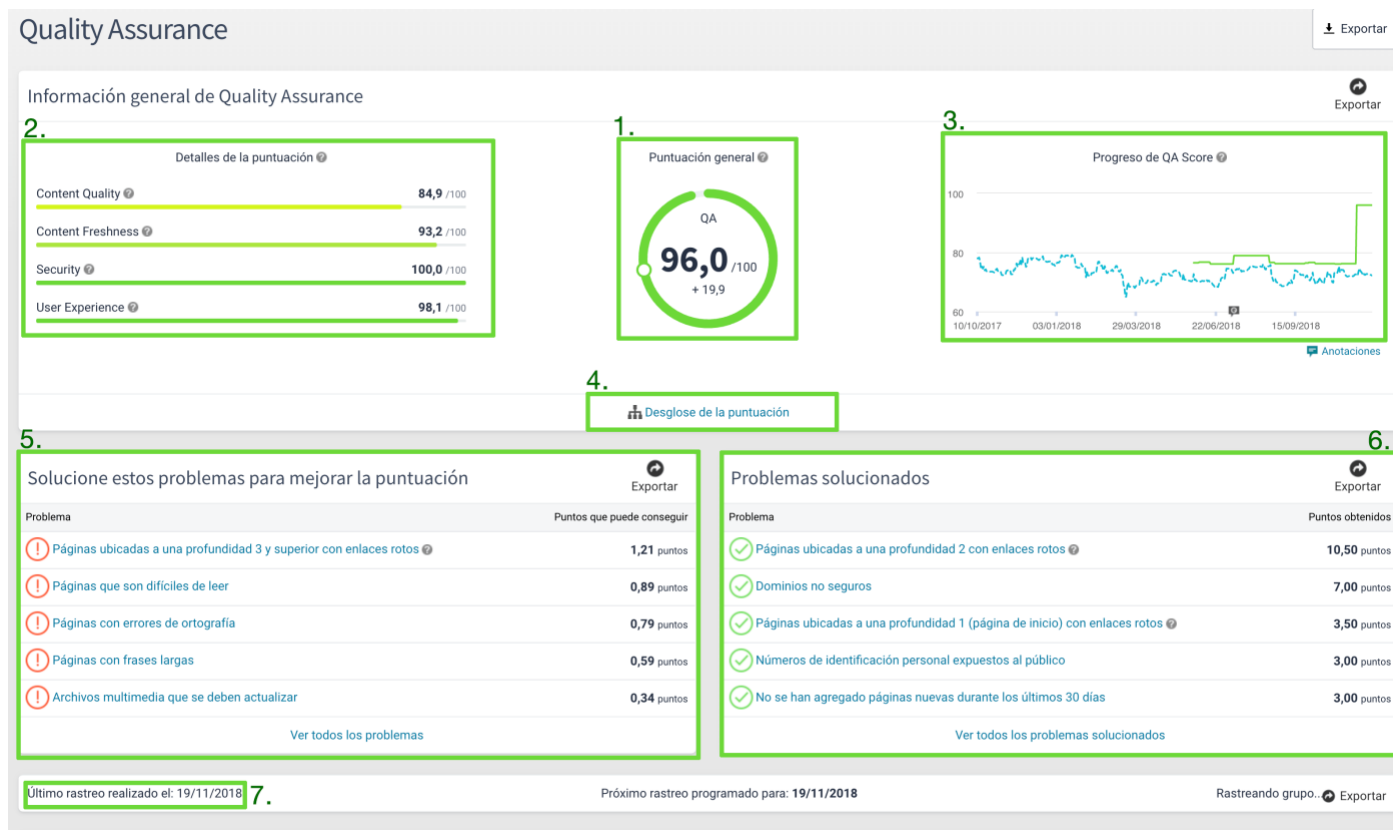 Quality Assurance
Exportar
Información general de Quality Assurance
Exportar
2.
Detalles de la puntuación
Content Quality 84,9 /100
Content Freshness 93,2 /100
Security 100,0 /100
User Experience 98,1 /100
1.
Puntuación general
QA
96,0 /100
+ 19,9
3.
Progreso de QA Score
100
80
60
10/10/2017 03/01/2018 29/03/2018 22/06/2018 15/09/2018
Anotaciones
4.
Desglose de la puntuación
5.
Solucione estos problemas para mejorar la puntuación
Exportar
Problema Puntos que puede conseguir
Páginas ubicadas a una profundidad 3 y superior con enlaces rotos 1,21 puntos
Páginas que son difíciles de leer 0,89 puntos
Páginas con errores de ortografía 0,79 puntos
Páginas con frases largas 0,59 puntos
Archivos multimedia que se deben actualizar 0,34 puntos
Ver todos los problemas
6.
Problemas solucionados
Exportar
Problema Puntos obtenidos
Páginas ubicadas a una profundidad 2 con enlaces rotos 10,50 puntos
Dominios no seguros 7,00 puntos
Páginas ubicadas a una profundidad 1 (página de inicio) con enlaces rotos 3,50 puntos
Números de identificación personal expuestos al público 3,00 puntos
No se han agregado páginas nuevas durante los últimos 30 días 3,00 puntos
Ver todos los problemas solucionados
Último rastreo realizado el: 19/11/2018 7. Próximo rastreo programado para: 19/11/2018 Rastreando grupo... Exportar